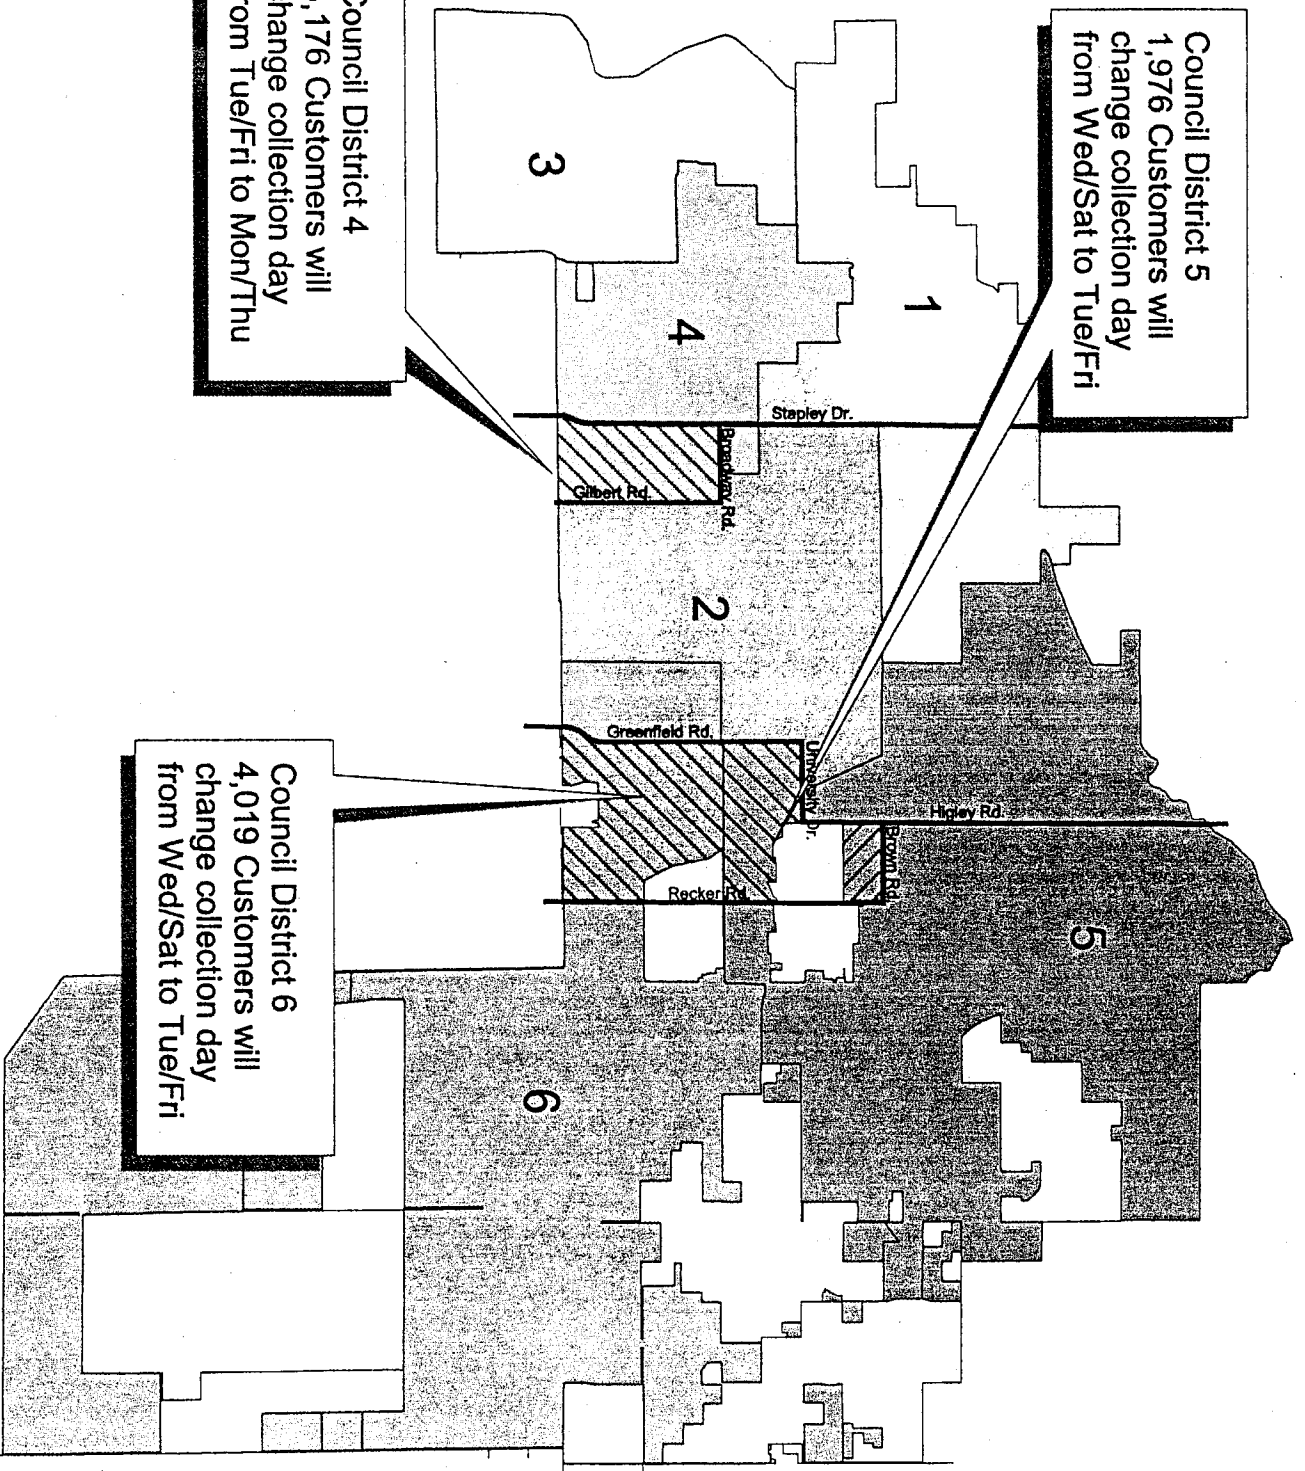 Council District 5
1,976 Customers will
change collection day
from Wed/Sat to Tue/Fri
Council District 4
,176 Customers will
change collection day
from Tue/Fri to Mon/Thu
Council District 6
4,019 Customers will
change collection day
from Wed/Sat to Tue/Fri
1
3
4
2
5
6
Stapley Dr.
Broadway Rd.
Gilbert Rd.
Greenfield Rd.
University Dr.
Higley Rd.
Brown Rd.
Recker Rd.